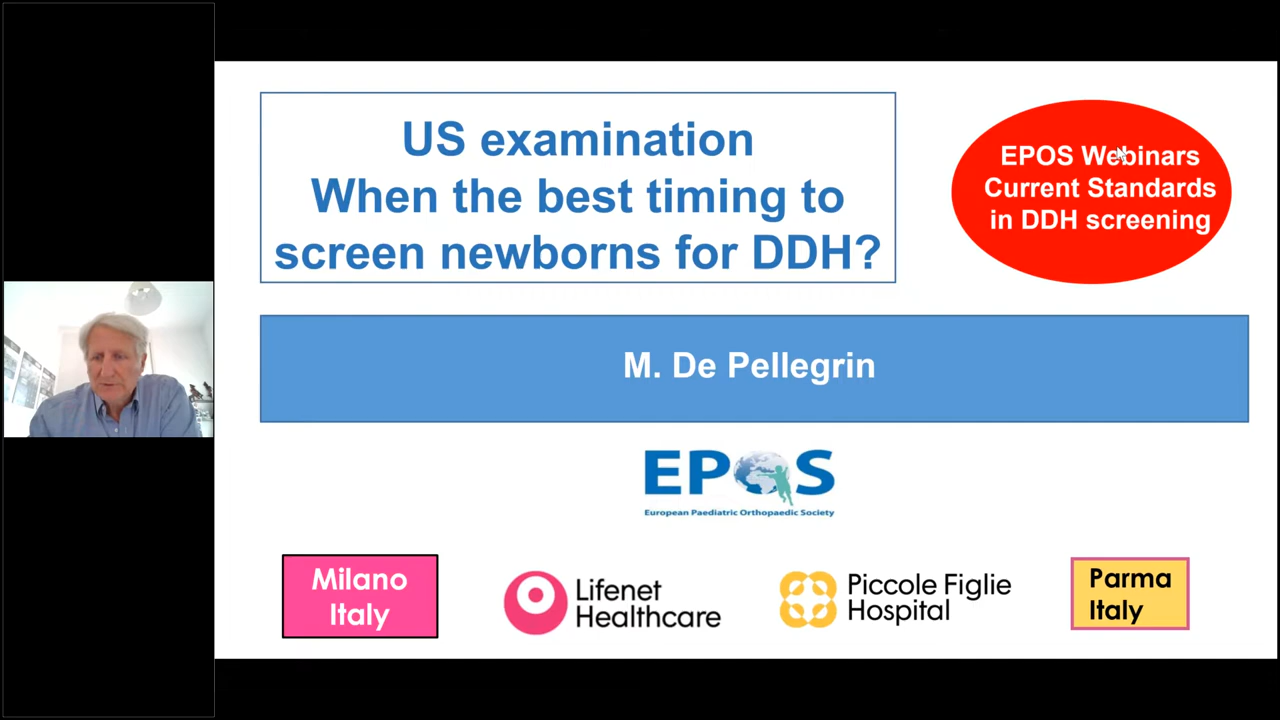 US examination
When the best timing to
screen newborns for DDH?
EPOS Webinars
Current Standards
in DDH screening
M. De Pellegrin
EPOS
European Paediatric Orthopaedic Society
Milano
Italy
Lifenet
Healthcare
Piccole Figlie
Hospital
Parma
Italy